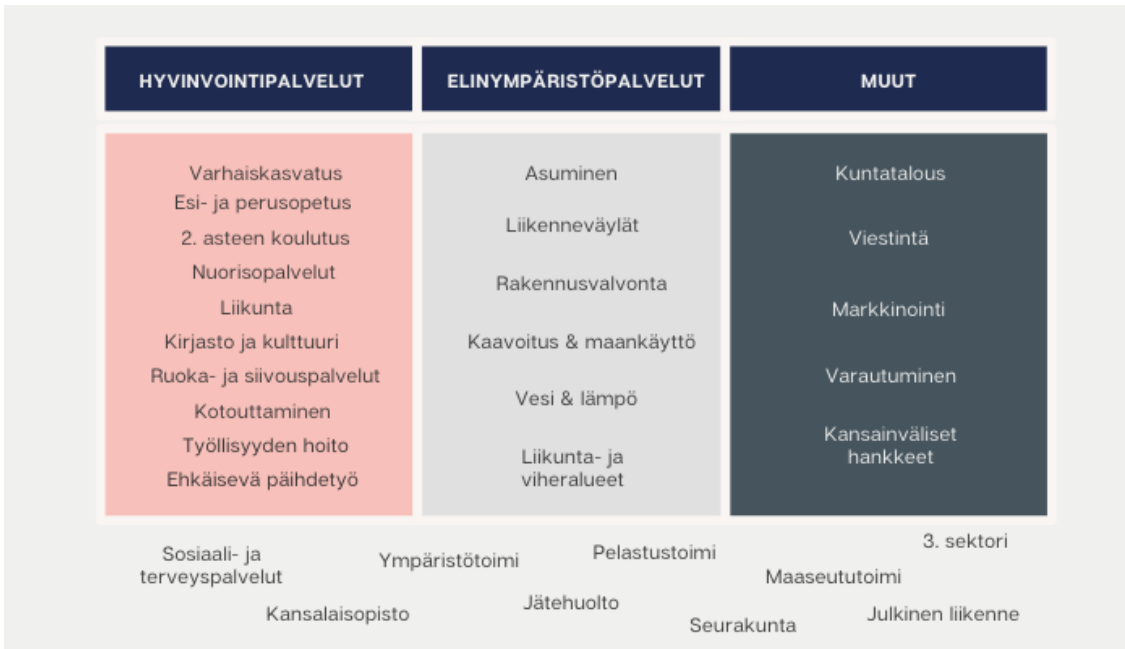 HYVINVOINTIPALVELUT
ELINYMPÄRISTÖPALVELUT
MUUT
Varhaiskasvatus
Esi- ja perusopetus
2. asteen koulutus
Nuorisopalvelut
Liikunta
Kirjasto ja kulttuuri
Ruoka- ja siivouspalvelut
Kotouttaminen
Työllisyyden hoito
Ehkäisevä päihdetyö
Asuminen
Liikenneväylät
Rakennusvalvonta
Kaavoitus & maankäyttö
Vesi & lämpö
Liikunta- ja
viheralueet
Kuntatalous
Viestintä
Markkinointi
Varautuminen
Kansainväliset
hankkeet
Sosiaali- ja
terveyspalvelut
Ympäristötoimi
Pelastustoimi
3. sektori
Maaseututoimi
Kansalaisopisto
Jätehuolto
Seurakunta
Julkinen liikenne